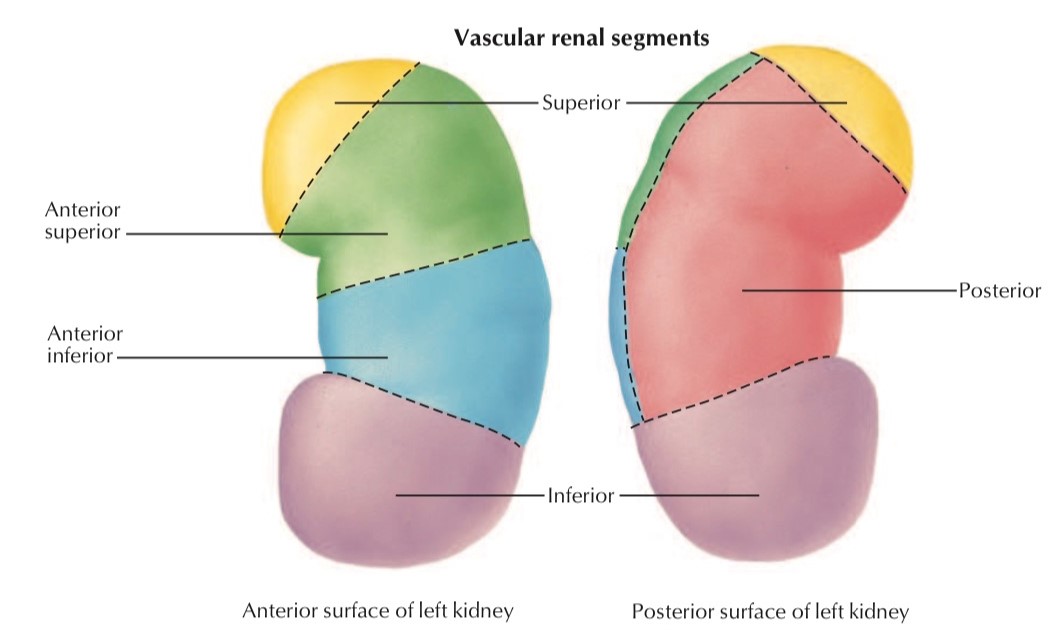 Vascular renal segments
Superior
Anterior
superior
Posterior
Anterior
inferior
Inferior
Anterior surface of left kidney
Posterior surface of left kidney